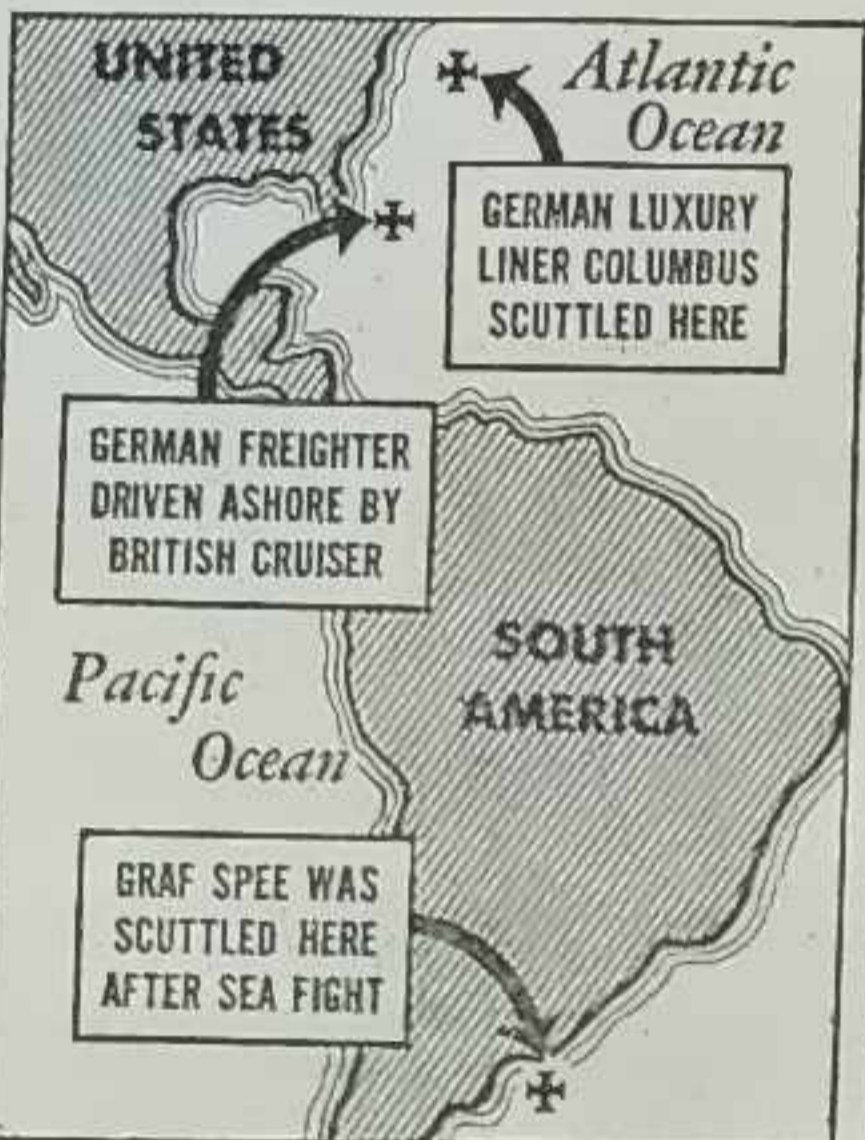 UNITED
STATES
Atlantic
Ocean
GERMAN LUXURY
LINER COLUMBUS
SCUTTLED HERE
GERMAN FREIGHTER
DRIVEN ASHORE BY
BRITISH CRUISER
SOUTH
AMERICA
Pacific
Ocean
GRAF SPEE WAS
SCUTTLED HERE
AFTER SEA FIGHT